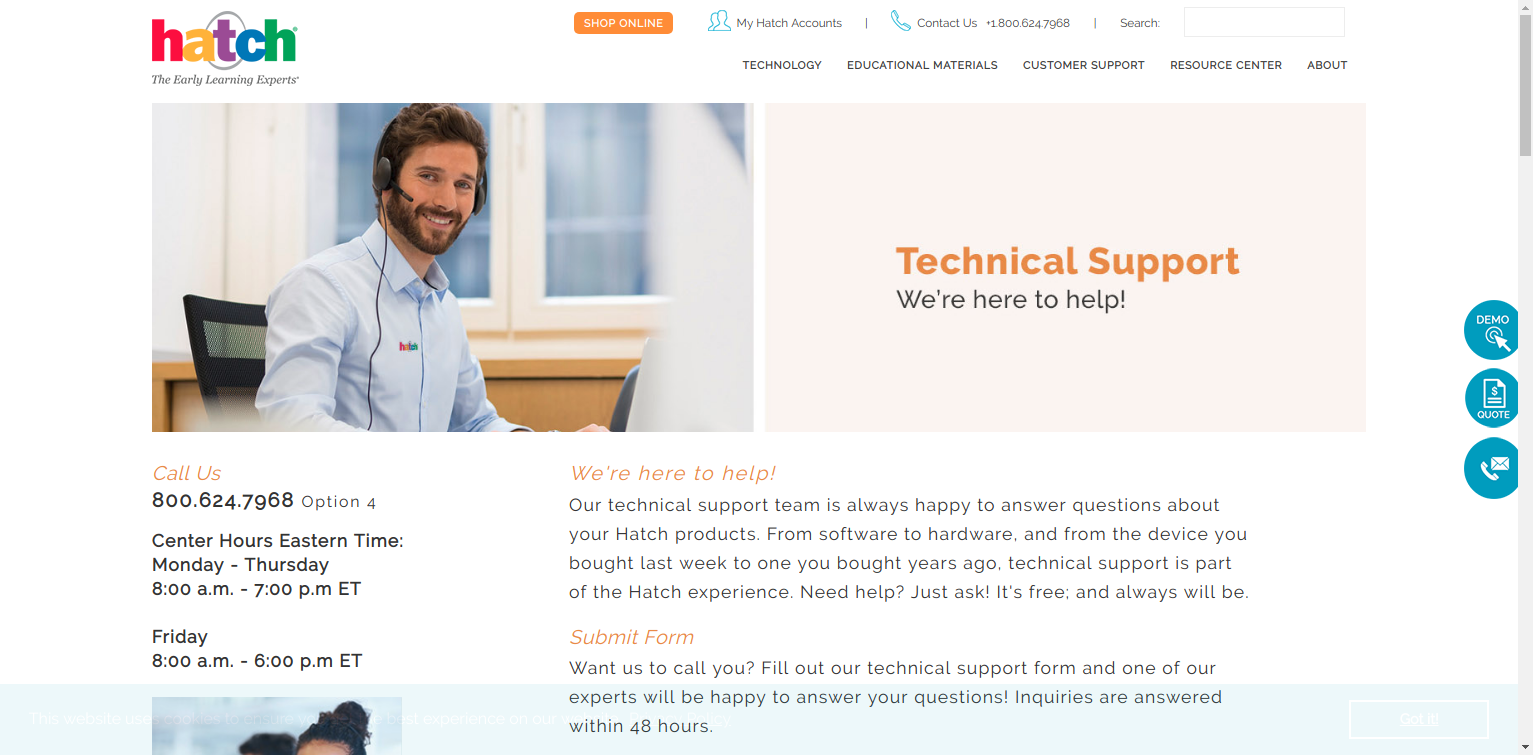 hatch
The Early Learning Experts
SHOP ONLINE
My Hatch Accounts
|
Contact Us +1.800.624.7968
|
Search:
TECHNOLOGY
EDUCATIONAL MATERIALS
CUSTOMER SUPPORT
RESOURCE CENTER
ABOUT
hatch
Technical Support
We're here to help!
DEMO
$
QUOTE
Call Us
800.624.7968 Option 4
Center Hours Eastern Time:
Monday - Thursday
8:00 a.m. - 7:00 p.m ET
Friday
8:00 a.m. - 6:00 p.m ET
We're here to help!
Our technical support team is always happy to answer questions about
your Hatch products. From software to hardware, and from the device you
bought last week to one you bought years ago, technical support is part
of the Hatch experience. Need help? Just ask! It's free; and always will be.
Submit Form
Want us to call you? Fill out our technical support form and one of our
experts will be happy to answer your questions! Inquiries are answered
within 48 hours.
This website uses cookies to ensure you best experience on our
Got it!